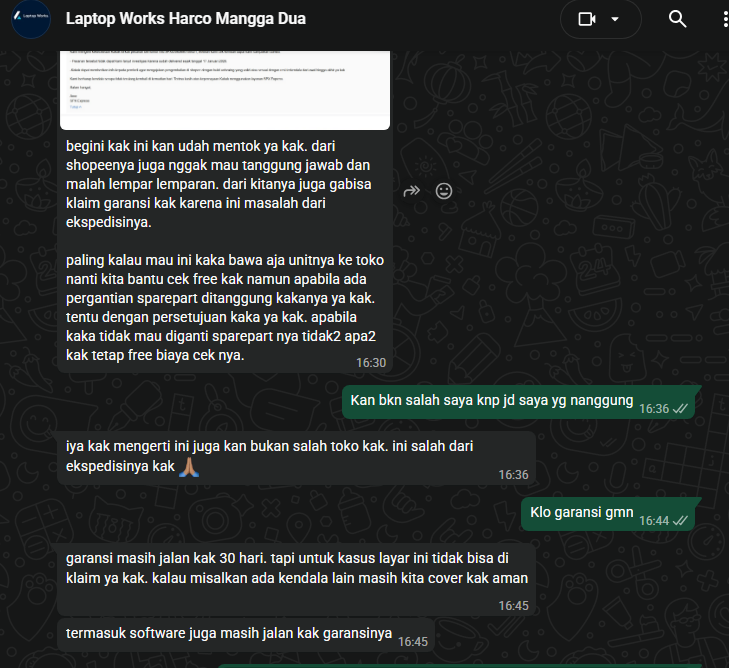 Laptop Works
Laptop Works Harco Mangga Dua
begini kak ini kan udah mentok ya kak. dari
shopeenya juga nggak mau tanggung jawab dan
malah lempar lemparan. dari kitanya juga gabisa
klaim garansi kak karena ini masalah dari
ekspedisinya.
paling kalau mau ini kaka bawa aja unitnya ke toko
nanti kita bantu cek free kak namun apabila ada
pergantian sparepart ditanggung kakanya ya kak.
tentu dengan persetujuan kaka ya kak. apabila
kaka tidak mau diganti sparepart nya tidak2 apa2
kak tetap free biaya cek nya.
16:30
Kan bkn salah saya knp jd saya yg nanggung
16:36
iya kak mengerti ini juga kan bukan salah toko kak. ini salah dari
ekspedisinya kak 🙏🏽
16:36
Klo garansi gmn
16:44
garansi masih jalan kak 30 hari. tapi untuk kasus layar ini tidak bisa di
klaim ya kak. kalau misalkan ada kendala lain masih kita cover kak aman
16:45
termasuk software juga masih jalan kak garansinya
16:45